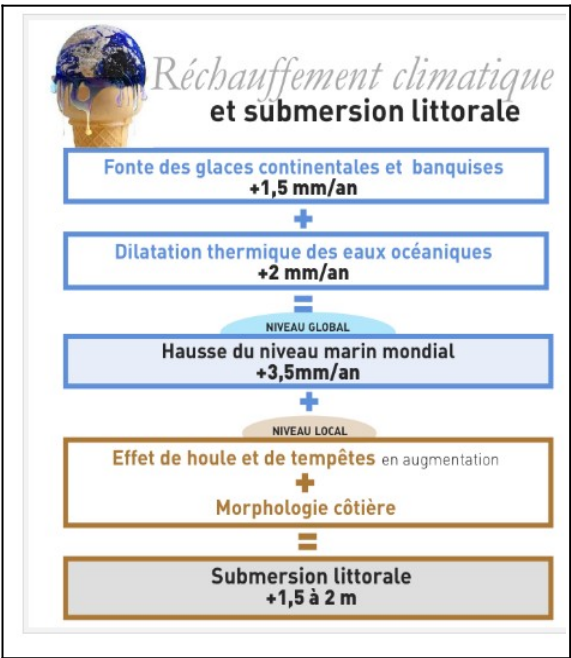 Réchauffement climatique
et submersion littorale
Fonte des glaces continentales et banquises
+1,5 mm/an
+
Dilatation thermique des eaux océaniques
+2 mm/an
=
NIVEAU GLOBAL
Hausse du niveau marin mondial
+3,5mm/an
+
NIVEAU LOCAL
Effet de houle et de tempêtes en augmentation
+
Morphologie côtière
=
Submersion littorale
+1,5 à 2 m